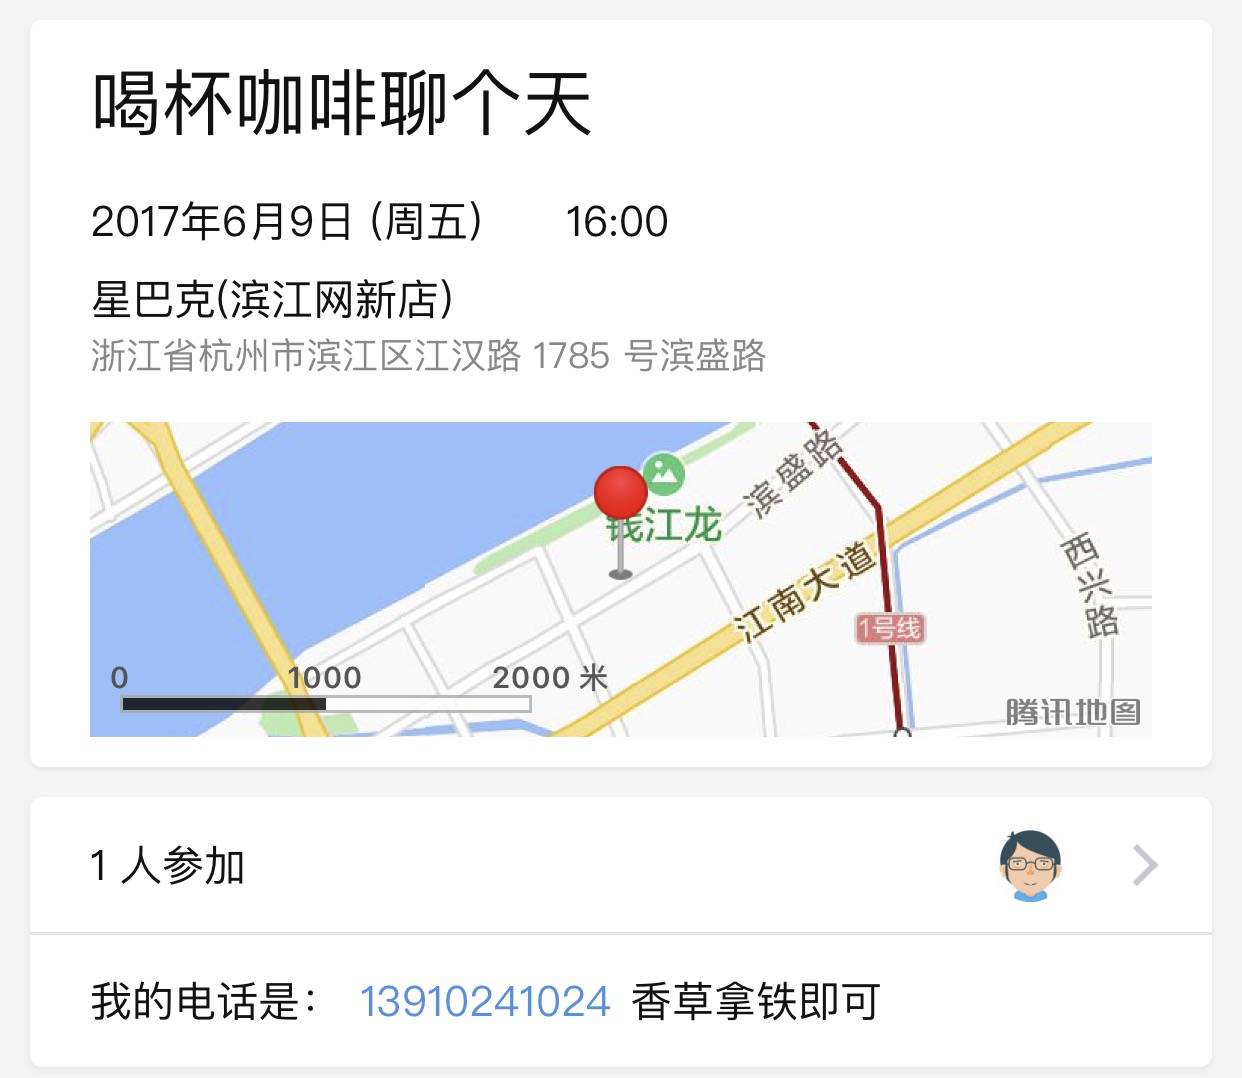 喝杯咖啡聊个天
2017年6月9日 (周五) 16:00
星巴克(滨江网新店)
浙江省杭州市滨江区江汉路 1785 号滨盛路
滨盛路
钱江龙
江南大道
西兴路
1号线
0 1000 2000 米
腾讯地图
1 人参加
我的电话是： 13910241024 香草拿铁即可